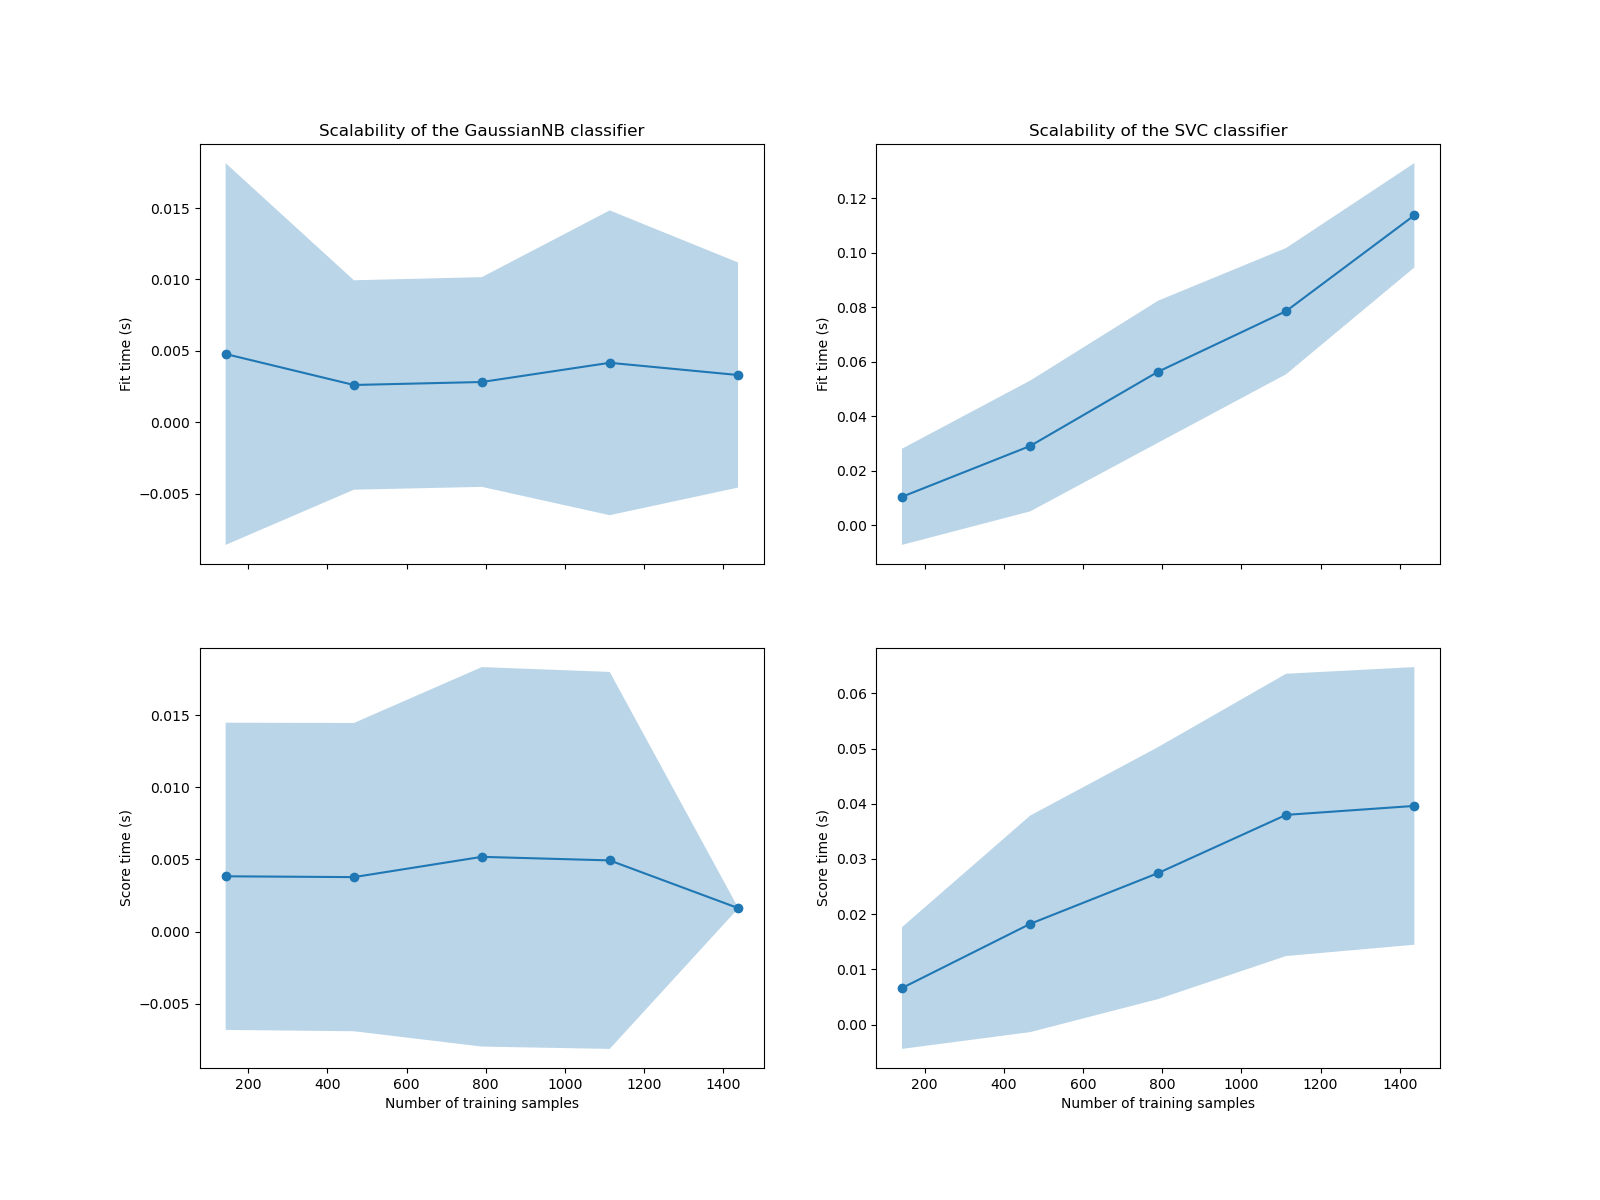 Scalability of the GaussianNB classifier
Fit time (s)
0.015
0.010
0.005
0.000
−0.005
Scalability of the SVC classifier
Fit time (s)
0.12
0.10
0.08
0.06
0.04
0.02
0.00
Score time (s)
0.015
0.010
0.005
0.000
−0.005
200 400 600 800 1000 1200 1400
Number of training samples
Score time (s)
0.06
0.05
0.04
0.03
0.02
0.01
0.00
200 400 600 800 1000 1200 1400
Number of training samples